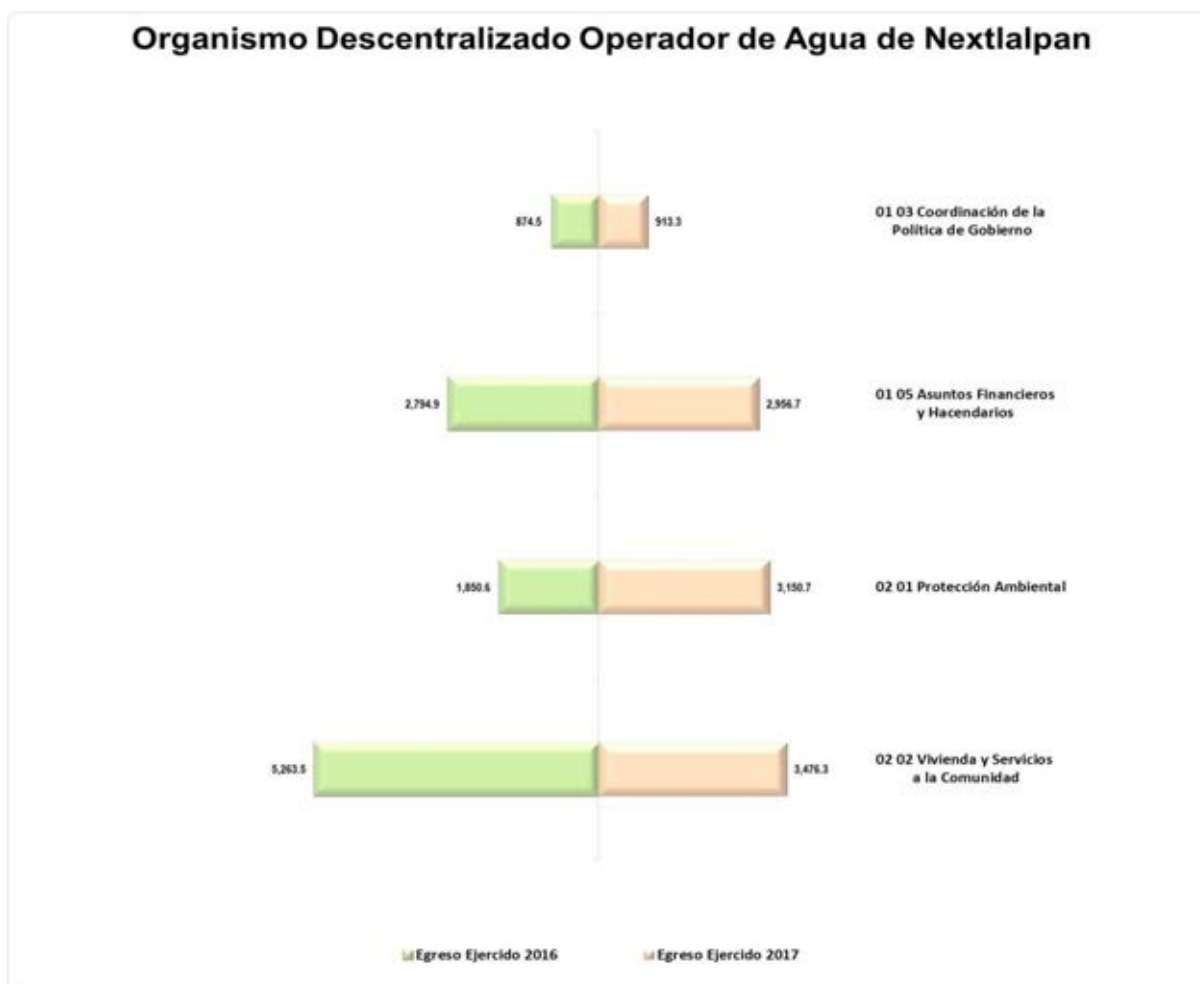 Organismo Descentralizado Operador de Agua de Nextlalpan
874.5
913.3
01 03 Coordinación de la
Política de Gobierno
2,794.9
2,956.7
01 05 Asuntos Financieros
y Hacendarios
1,850.6
3,150.7
02 01 Protección Ambiental
5,263.5
3,476.3
02 02 Vivienda y Servicios
a la Comunidad
Egreso Ejercido 2016
Egreso Ejercido 2017